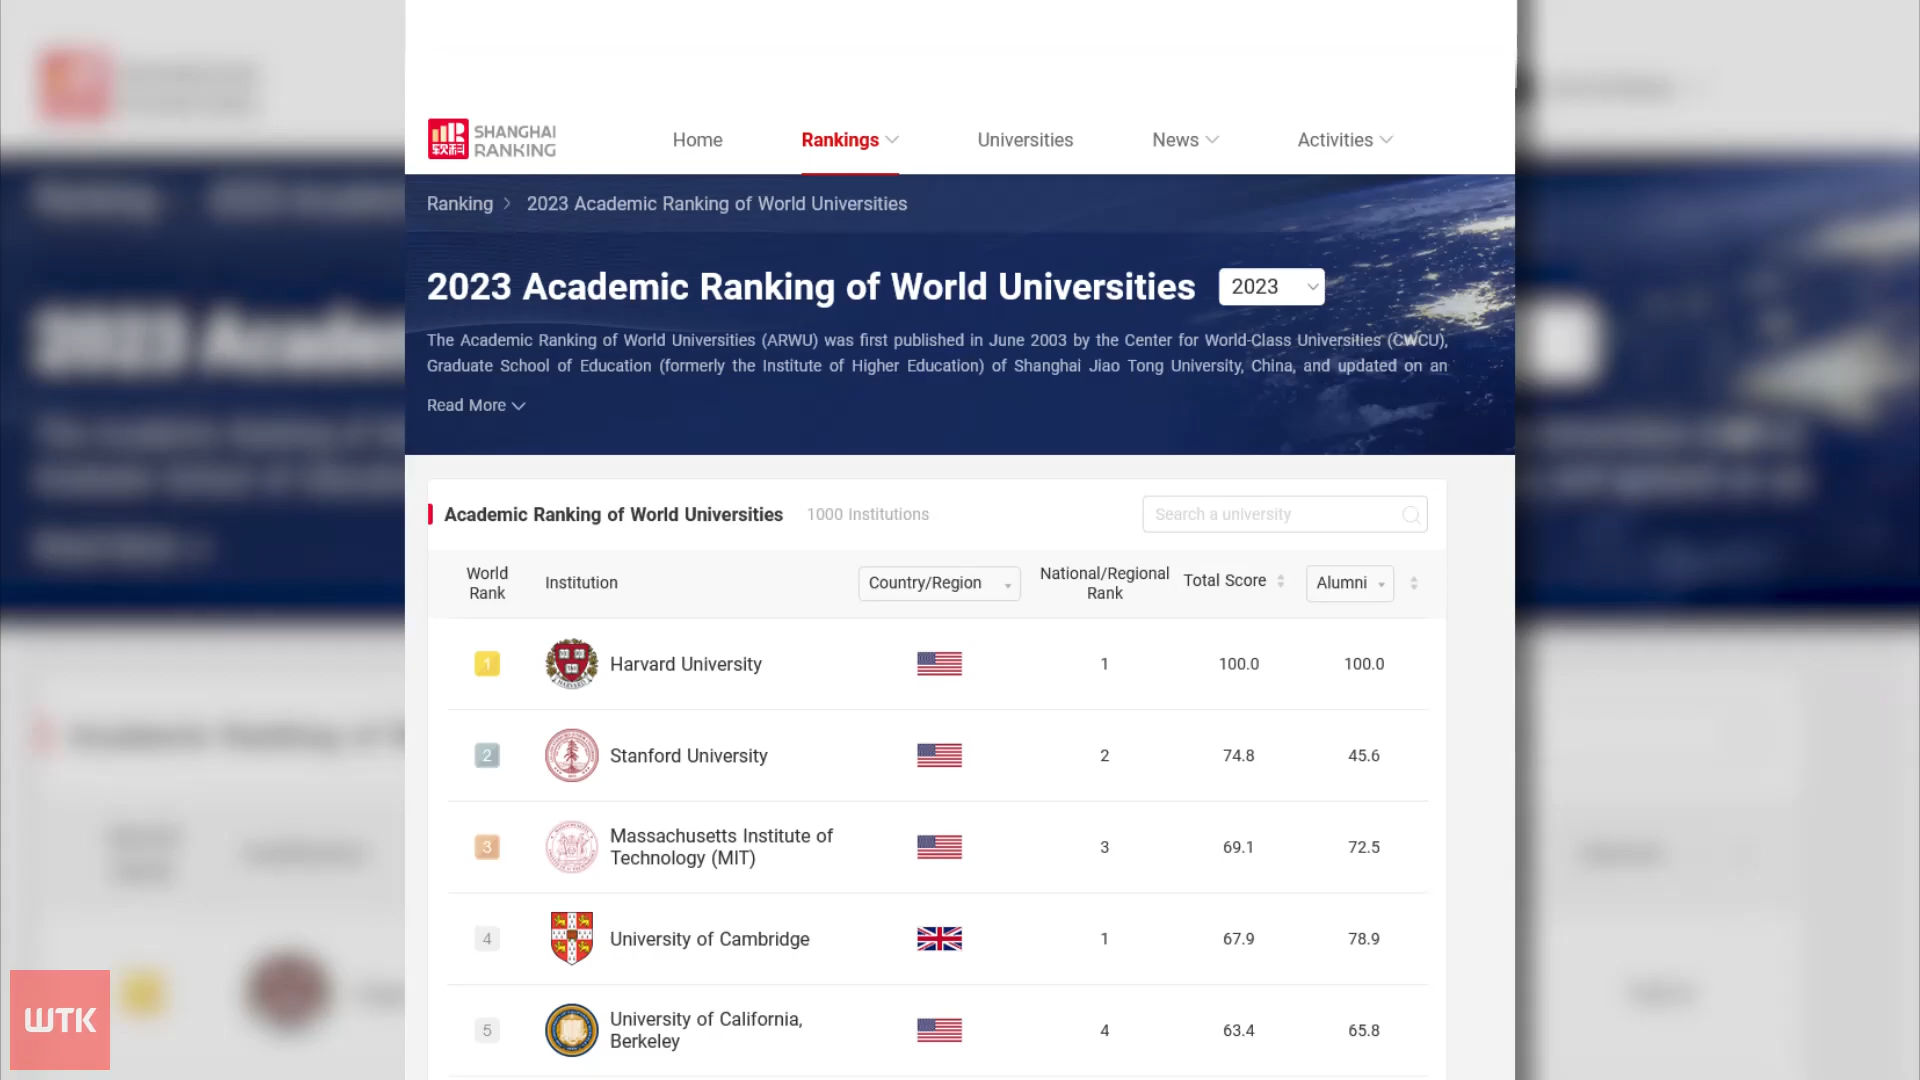 软科
SHANGHAI
RANKING
Home
Rankings
Universities
News
Activities
Ranking > 2023 Academic Ranking of World Universities
2023 Academic Ranking of World Universities
2023
The Academic Ranking of World Universities (ARWU) was first published in June 2003 by the Center for World-Class Universities (CWCU),
Graduate School of Education (formerly the Institute of Higher Education) of Shanghai Jiao Tong University, China, and updated on an
Read More
Academic Ranking of World Universities
1000 Institutions
Search a university
World
Rank
Institution
Country/Region
National/Regional
Rank
Total Score
Alumni
1 Harvard University 1 100.0 100.0
2 Stanford University 2 74.8 45.6
3 Massachusetts Institute of
Technology (MIT) 3 69.1 72.5
4 University of Cambridge 1 67.9 78.9
5 University of California,
Berkeley 4 63.4 65.8
WTK